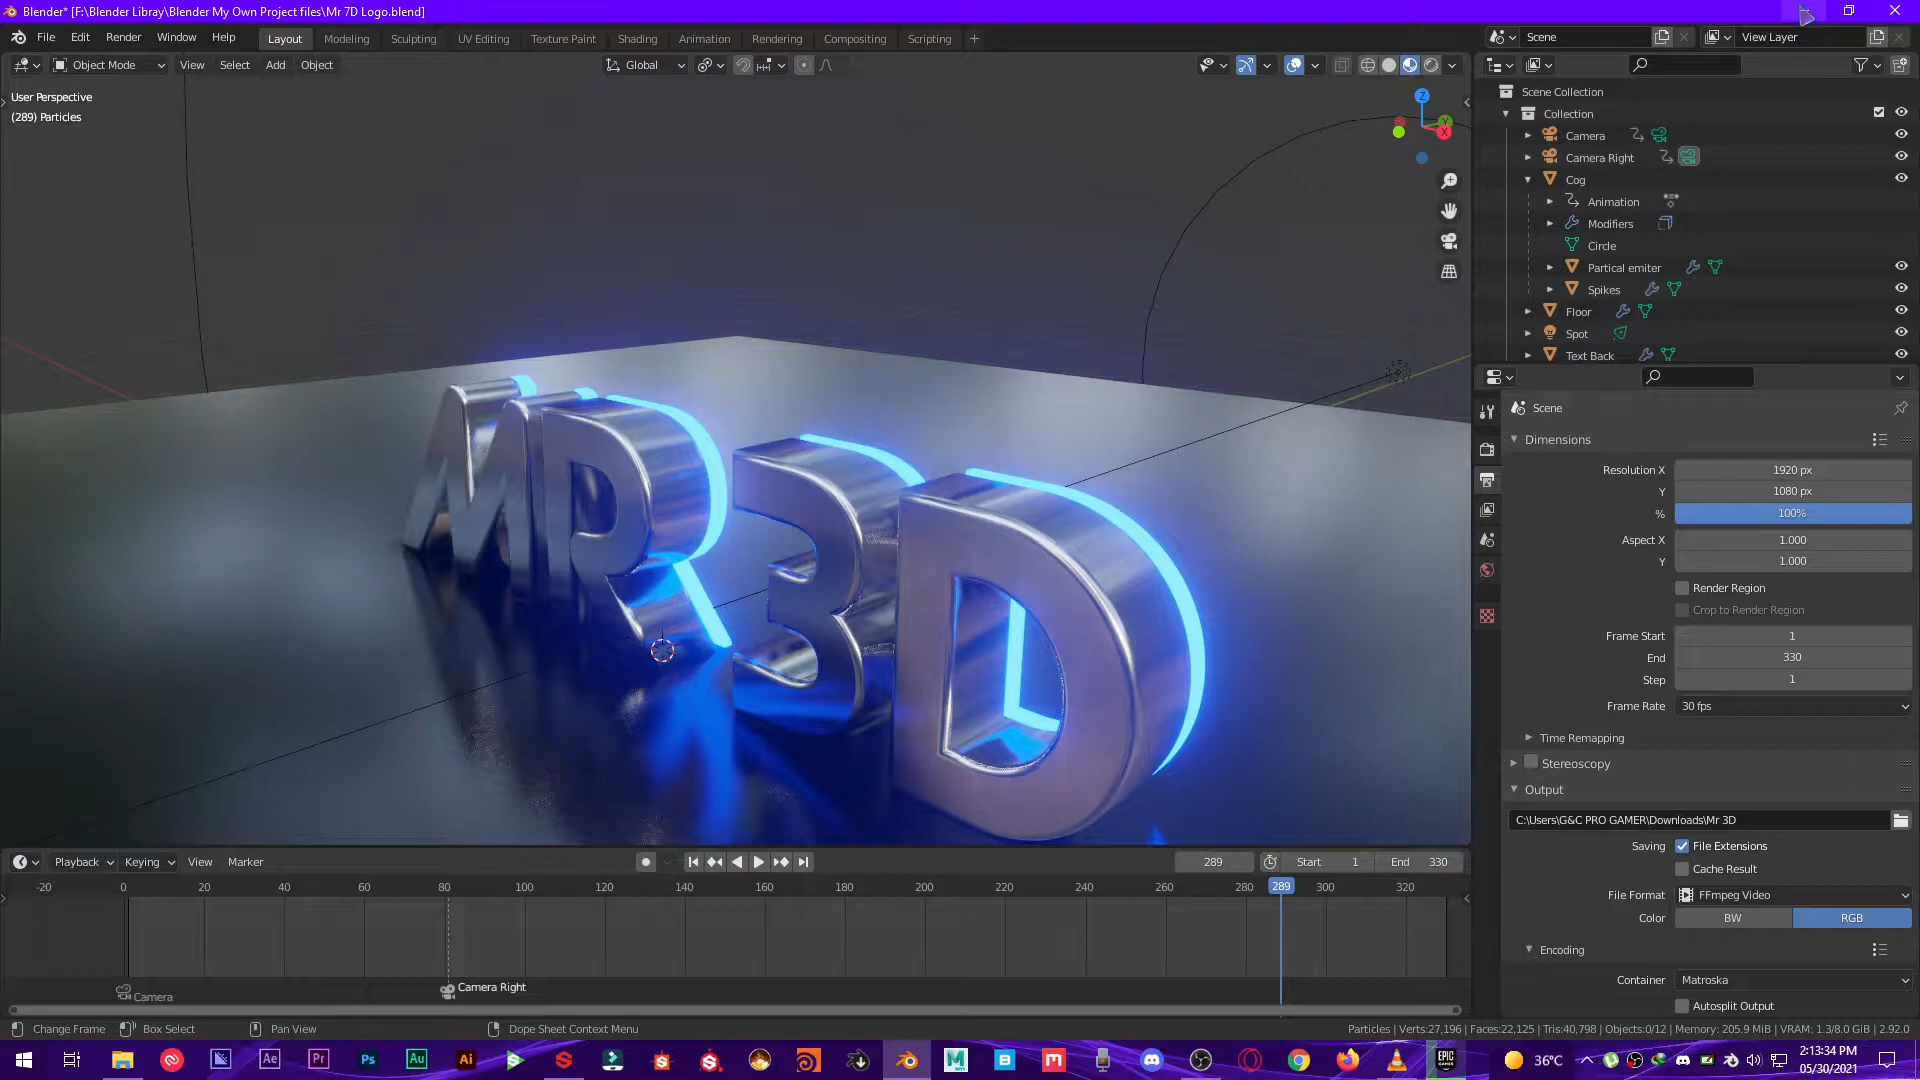 Blender* [F:\Blender Libray\Blender My Own Project files\Mr 7D Logo.blend]
File Edit Render Window Help Layout Modeling Sculpting UV Editing Texture Paint Shading Animation Rendering Compositing Scripting + Scene View Layer
Object Mode View Select Add Object Global
User Perspective
(289) Particles
Z
Y
X
MR 3D
Scene Collection
Collection
Camera
Camera Right
Cog
Animation
Modifiers
Circle
Partical emiter
Spikes
Floor
Spot
Text Back
Scene
Dimensions
Resolution X 1920 px
Y 1080 px
% 100%
Aspect X 1.000
Y 1.000
Render Region
Crop to Render Region
Frame Start 1
End 330
Step 1
Frame Rate 30 fps
Time Remapping
Stereoscopy
Output
C:\Users\G&C PRO GAMER\Downloads\Mr 3D
Saving File Extensions
Cache Result
File Format FFmpeg Video
Color BW RGB
Encoding
Container Matroska
Autosplit Output
Playback Keying View Marker 289 Start 1 End 330
-20 0 20 40 60 80 100 120 140 160 180 200 220 240 260 280 289 300 320
Camera Camera Right
Change Frame Box Select Pan View Dope Sheet Context Menu Particles | Verts:27,196 | Faces:22,125 | Tris:40,798 | Objects:0/12 | Memory: 205.9 MiB | VRAM: 1.3/8.0 GiB | 2.92.0
Ae Pr Ps Au Ai M B EPIC GAMES 36°C
2:13:34 PM
05/30/2021